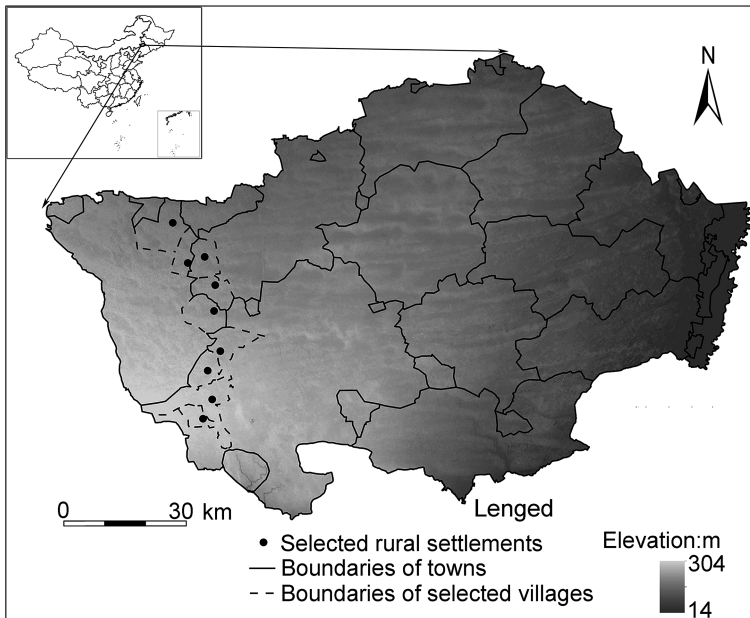 N
0 30 km
Lenged
Selected rural settlements
Boundaries of towns
Boundaries of selected villages
Elevation:m
304
14